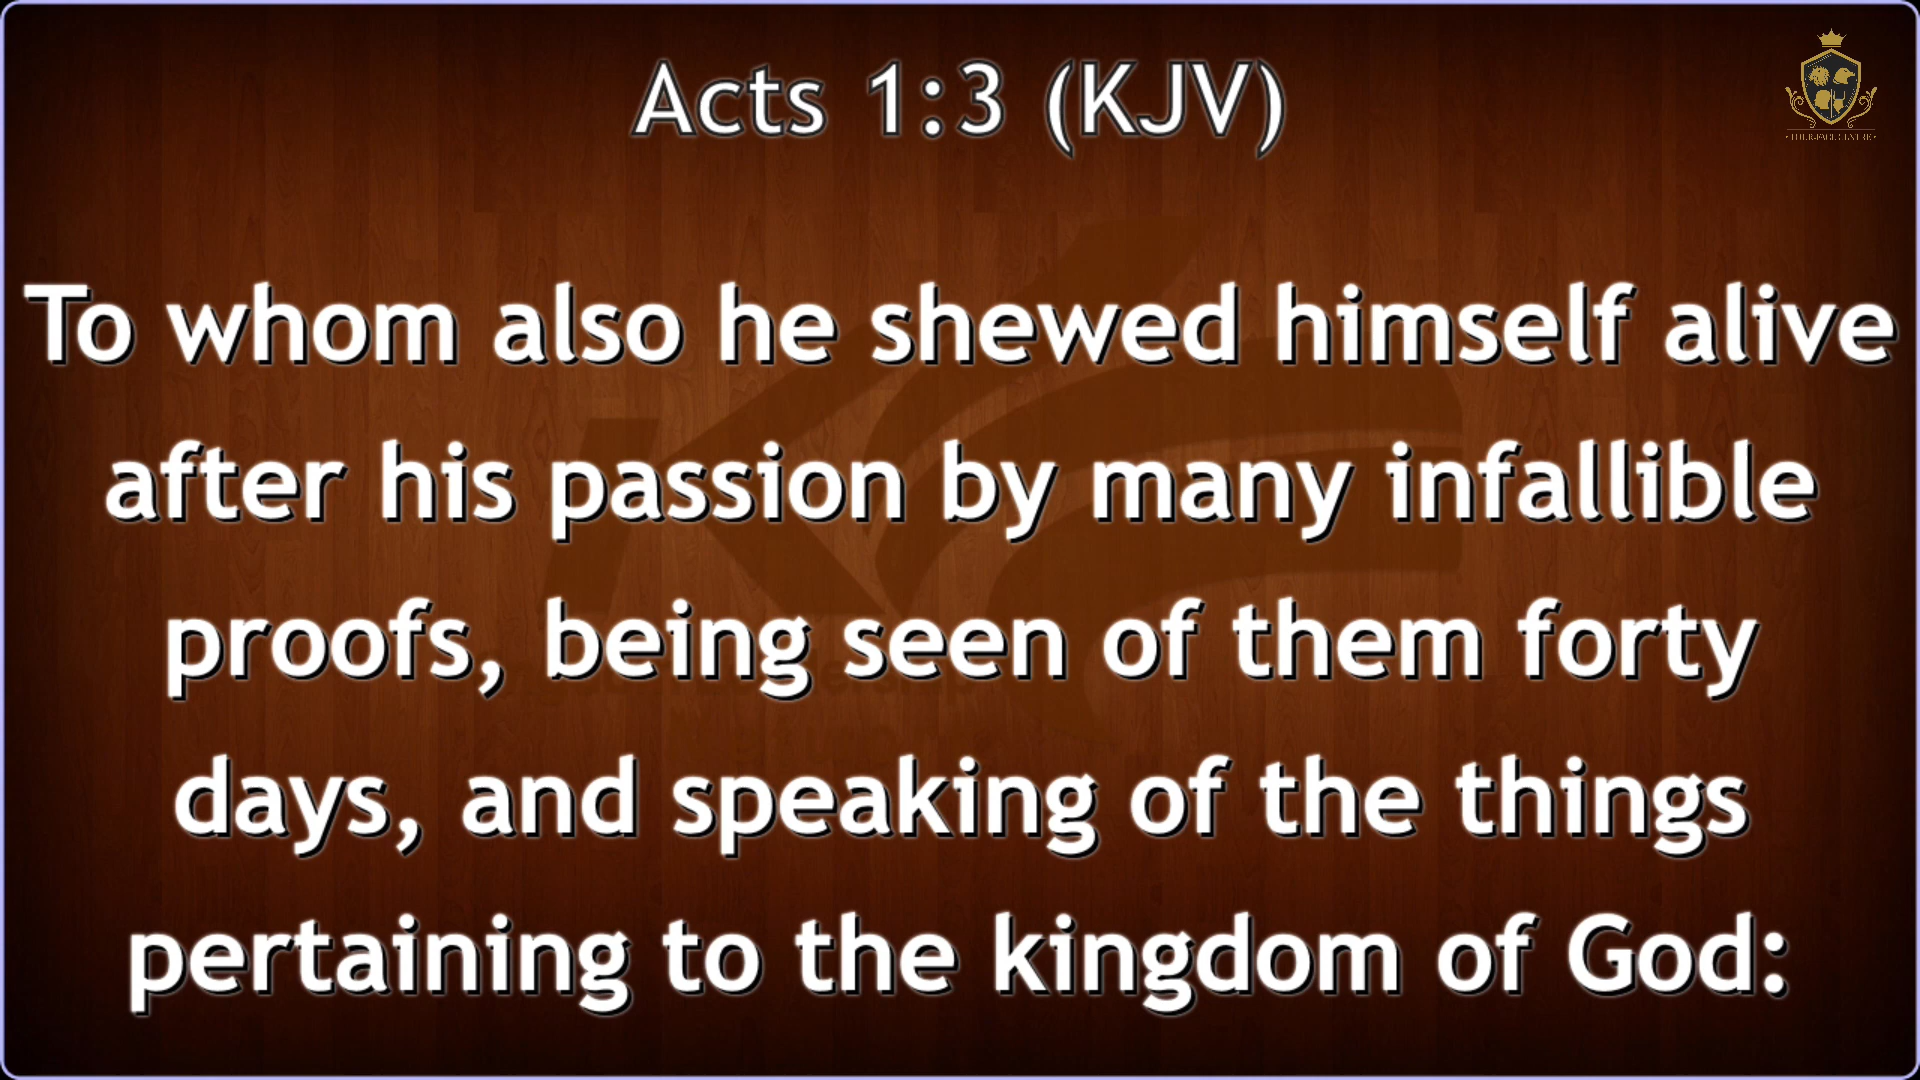 Acts 1:3 (KJV)
To whom also he shewed himself alive
after his passion by many infallible
proofs, being seen of them forty
days, and speaking of the things
pertaining to the kingdom of God: